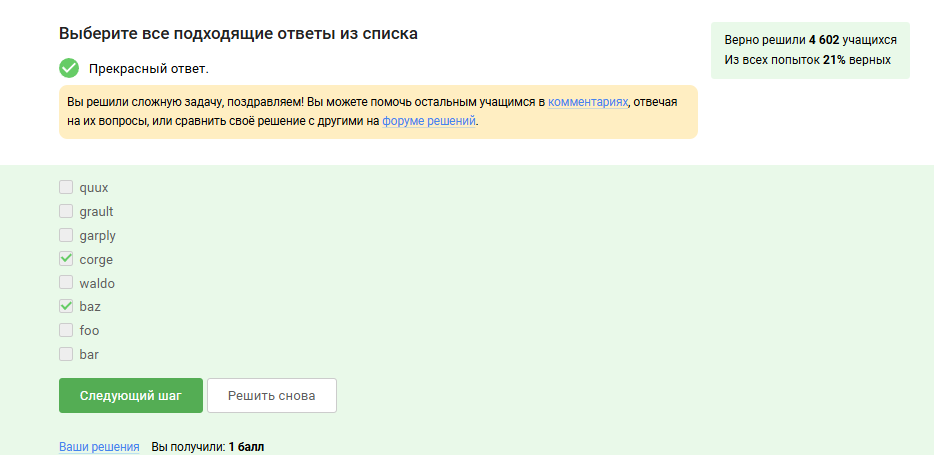 Выберите все подходящие ответы из списка
Верно решили 4 602 учащихся
Из всех попыток 21% верных
Прекрасный ответ.
Вы решили сложную задачу, поздравляем! Вы можете помочь остальным учащимся в комментариях, отвечая
на их вопросы, или сравнить своё решение с другими на форуме решений.
quux
grault
garply
corge
waldo
baz
foo
bar
Следующий шаг
Решить снова
Ваши решения Вы получили: 1 балл